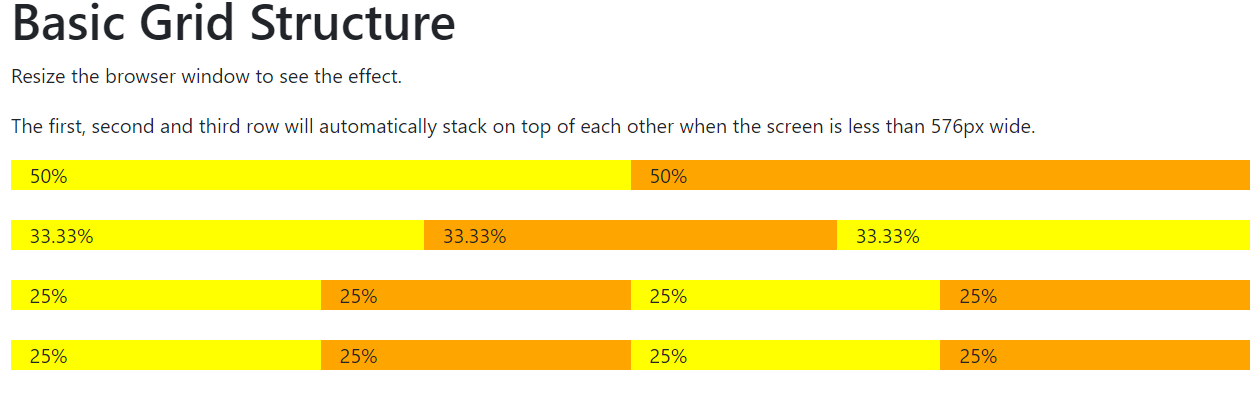 Basic Grid Structure
Resize the browser window to see the effect.
The first, second and third row will automatically stack on top of each other when the screen is less than 576px wide.
50% 50%
33.33% 33.33% 33.33%
25% 25% 25% 25%
25% 25% 25% 25%